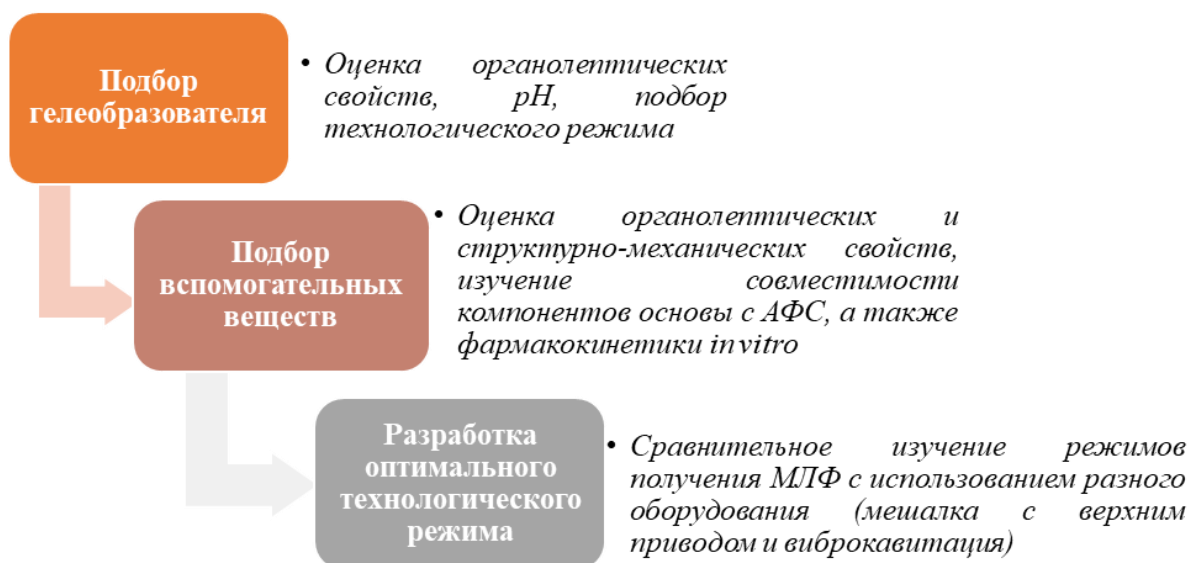 Подбор
гелеобразователя
• Оценка органолептических
свойств, pH, подбор
технологического режима
Подбор
вспомогательных
веществ
• Оценка органолептических и
структурно-механических свойств,
изучение совместимости
компонентов основы с АФС, а также
фармакокинетики in vitro
Разработка
оптимального
технологического
режима
• Сравнительное изучение режимов
получения МЛФ с использованием разного
оборудования (мешалка с верхним
приводом и виброкавитация)